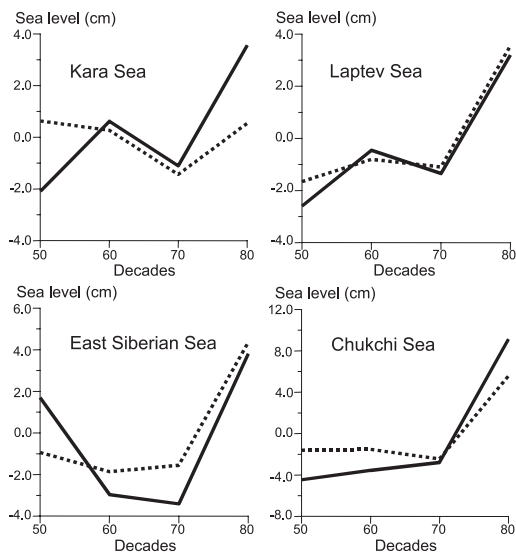 Sea level (cm)
4.0
2.0
0.0
-2.0
-4.0
Kara Sea
50 60 70 80
Decades
Sea level (cm)
4.0
2.0
0.0
-2.0
-4.0
Laptev Sea
50 60 70 80
Decades
Sea level (cm)
6.0
4.0
2.0
0.0
-2.0
-4.0
East Siberian Sea
50 60 70 80
Decades
Sea level (cm)
12.0
8.0
4.0
0.0
-4.0
-8.0
Chukchi Sea
50 60 70 80
Decades